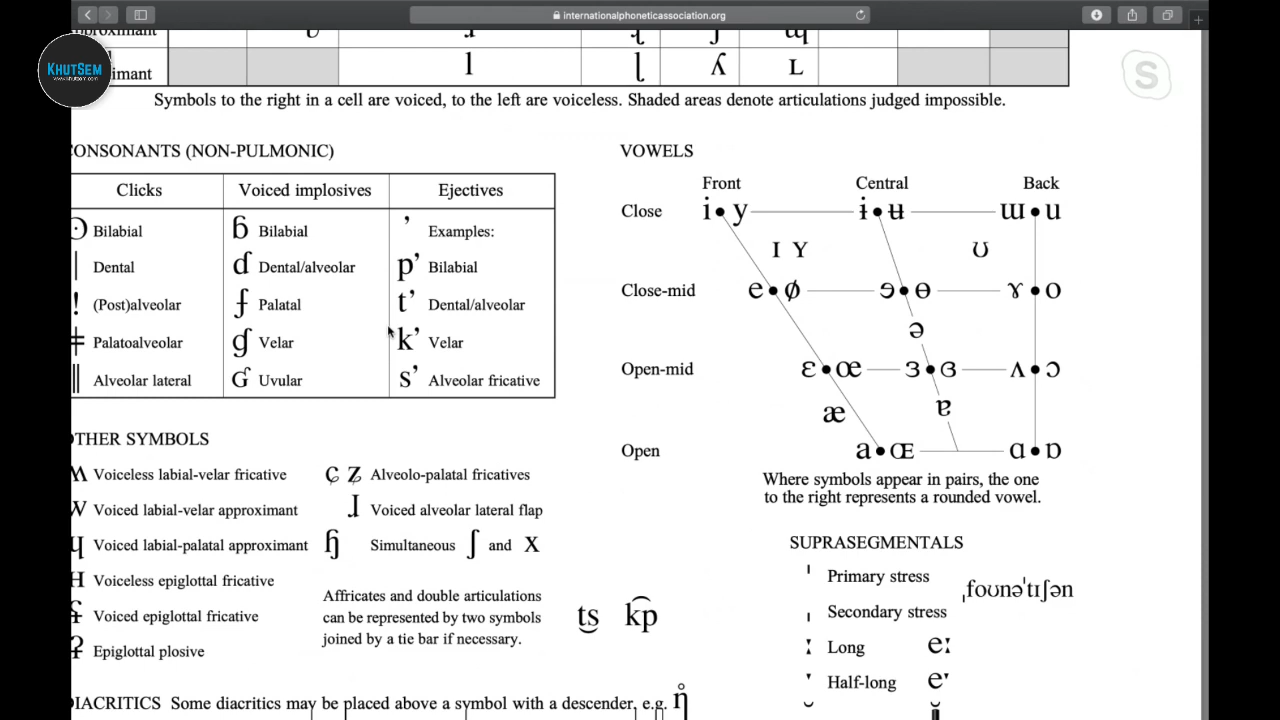 internationalphoneticassociation.org
KHUTSEM
www.khutsem.com
ʋ ɹ ɻ j ɰ
l ɭ ʎ ʟ
Symbols to the right in a cell are voiced, to the left are voiceless. Shaded areas denote articulations judged impossible.
CONSONANTS (NON-PULMONIC)
Clicks Voiced implosives Ejectives
ʘ Bilabial ɓ Bilabial ʼ Examples:
ǀ Dental ɗ Dental/alveolar pʼ Bilabial
ǃ (Post)alveolar ʄ Palatal tʼ Dental/alveolar
ǂ Palatoalveolar ɠ Velar kʼ Velar
ǁ Alveolar lateral ʛ Uvular sʼ Alveolar fricative
OTHER SYMBOLS
ʍ Voiceless labial-velar fricative ɕ ʑ Alveolo-palatal fricatives
w Voiced labial-velar approximant ɺ Voiced alveolar lateral flap
ɥ Voiced labial-palatal approximant ɧ Simultaneous ʃ and x
ʜ Voiceless epiglottal fricative
ʢ Voiced epiglottal fricative
ʡ Epiglottal plosive
Affricates and double articulations
can be represented by two symbols
joined by a tie bar if necessary.
t͜s k͡p
VOWELS
Front Central Back
Close i y ɨ ʉ ɯ u
ɪ ʏ ʊ
Close-mid e ø ɘ ɵ ɤ o
ə
Open-mid ɛ œ ɜ ɞ ʌ ɔ
æ ɐ
Open a ɶ ɑ ɒ
Where symbols appear in pairs, the one
to the right represents a rounded vowel.
SUPRASEGMENTALS
ˈ Primary stress ˌfoʊnəˈtɪʃən
ˌ Secondary stress
ː Long eː
ˑ Half-long eˑ
DIACRITICS Some diacritics may be placed above a symbol with a descender, e.g. ŋ̊